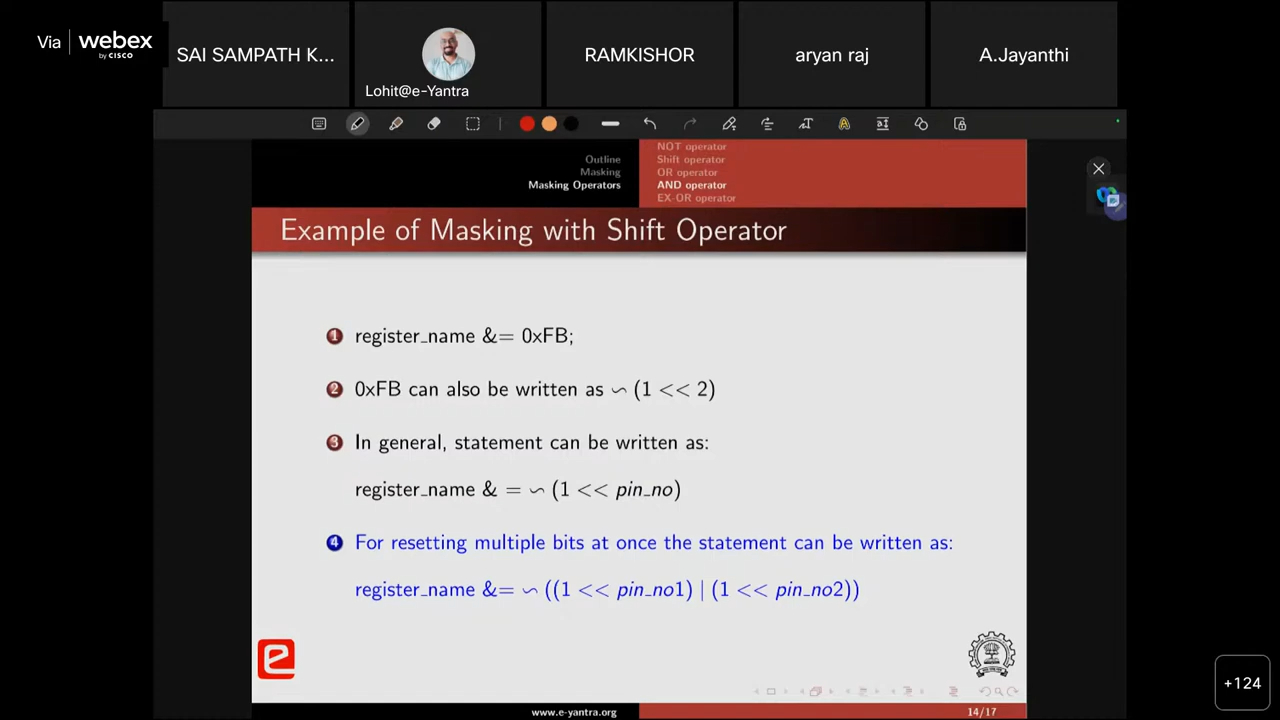 Via webex
by CISCO
SAI SAMPATH K...
Lohit@e-Yantra
RAMKISHOR
aryan raj
A.Jayanthi
Outline
Masking
Masking Operators
NOT operator
Shift operator
OR operator
AND operator
EX-OR operator
Example of Masking with Shift Operator
1 register_name &= 0xFB;
2 0xFB can also be written as ∽ (1 << 2)
3 In general, statement can be written as:
register_name & = ∽ (1 << pin_no)
4 For resetting multiple bits at once the statement can be written as:
register_name &= ∽ ((1 << pin_no1) | (1 << pin_no2))
www.e-yantra.org
14/17
+124